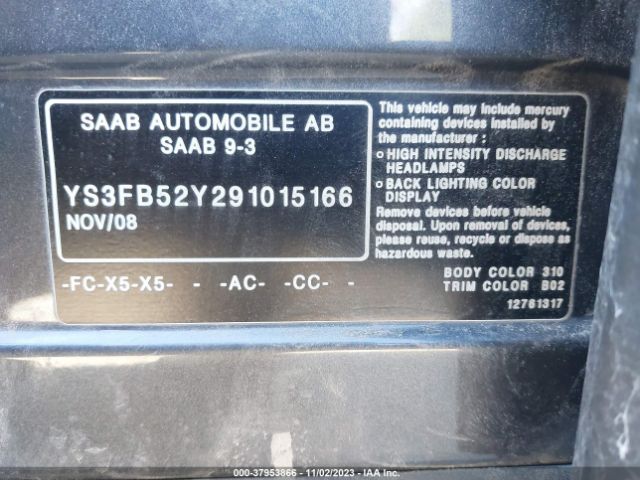 SAAB AUTOMOBILE AB
SAAB 9-3
YS3FB52Y291015166
NOV/08
-FC-X5-X5- - -AC- -CC- -
This vehicle may include mercury
containing devices installed by
the manufacturer :
o HIGH INTENSITY DISCHARGE
HEADLAMPS
o BACK LIGHTING COLOR
DISPLAY
Remove devices before vehicle
disposal. Upon removal of devices,
please reuse, recycle or dispose as
hazardous waste.
BODY COLOR 310
TRIM COLOR B02
12761317
000-37953866 - 11/02/2023 - IAA Inc.